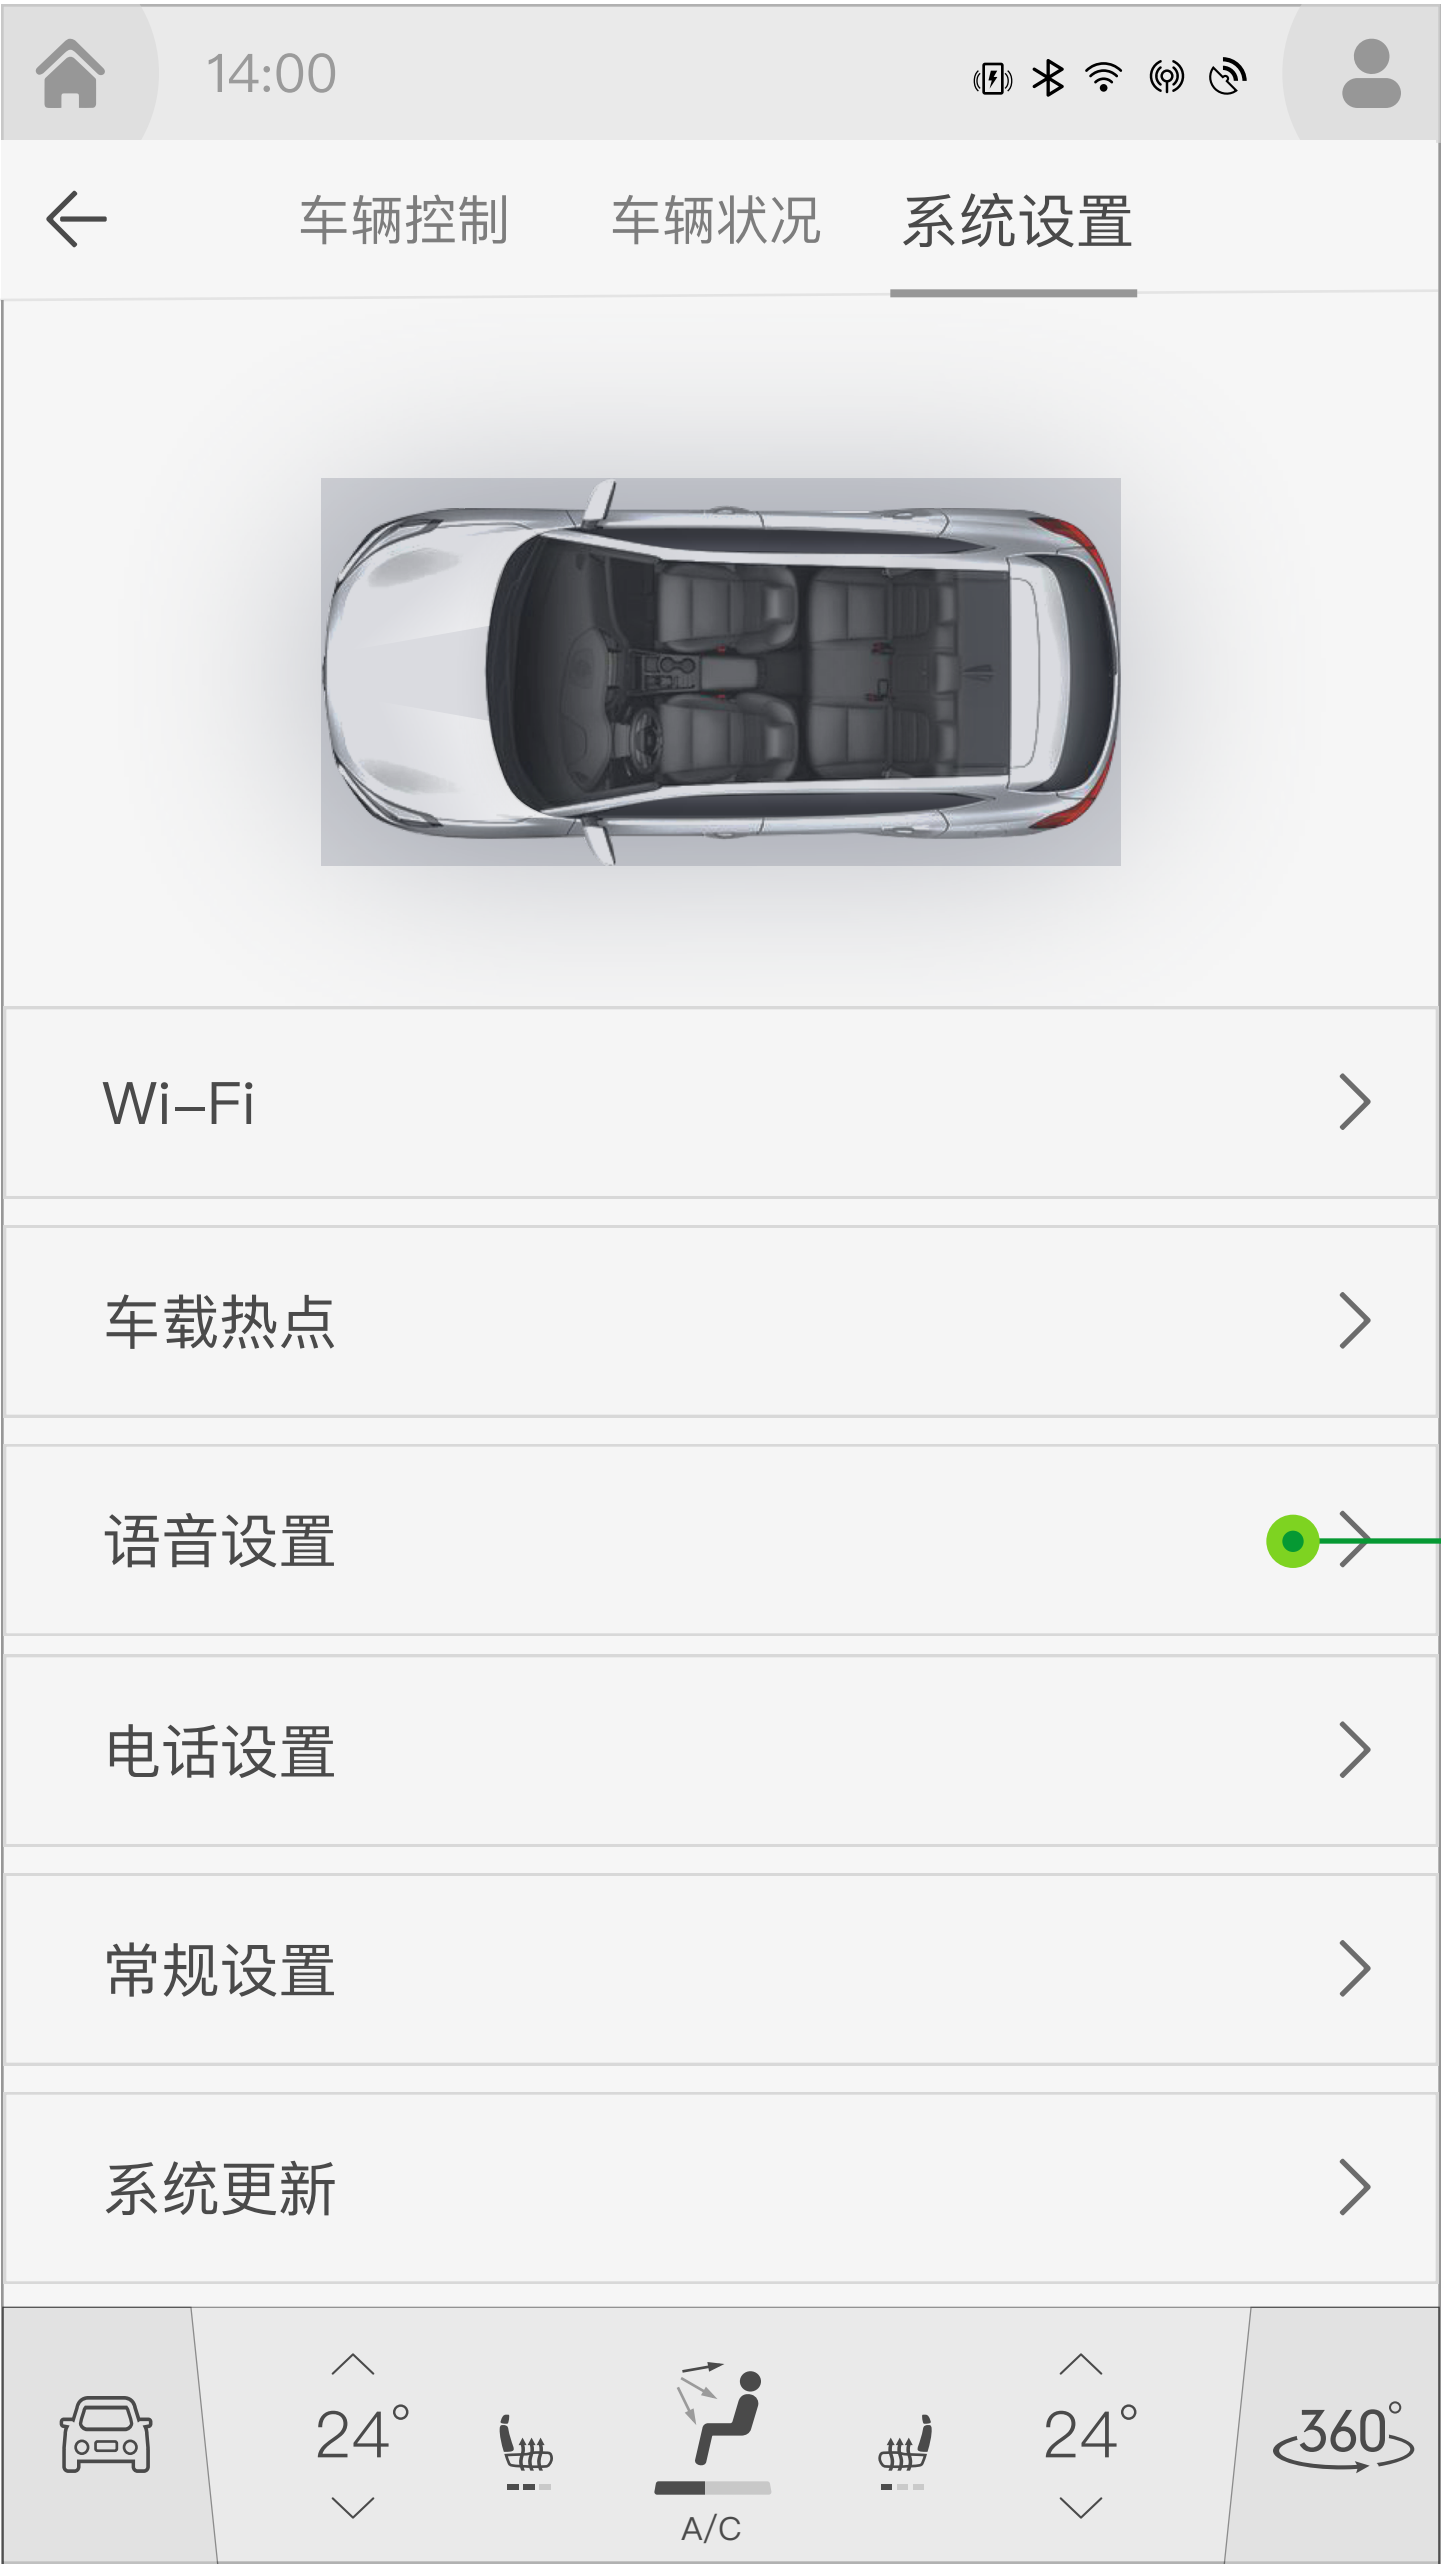 14:00
车辆控制 车辆状况 系统设置
Wi–Fi
车载热点
语音设置
电话设置
常规设置
系统更新
24° 24° 360°
A/C